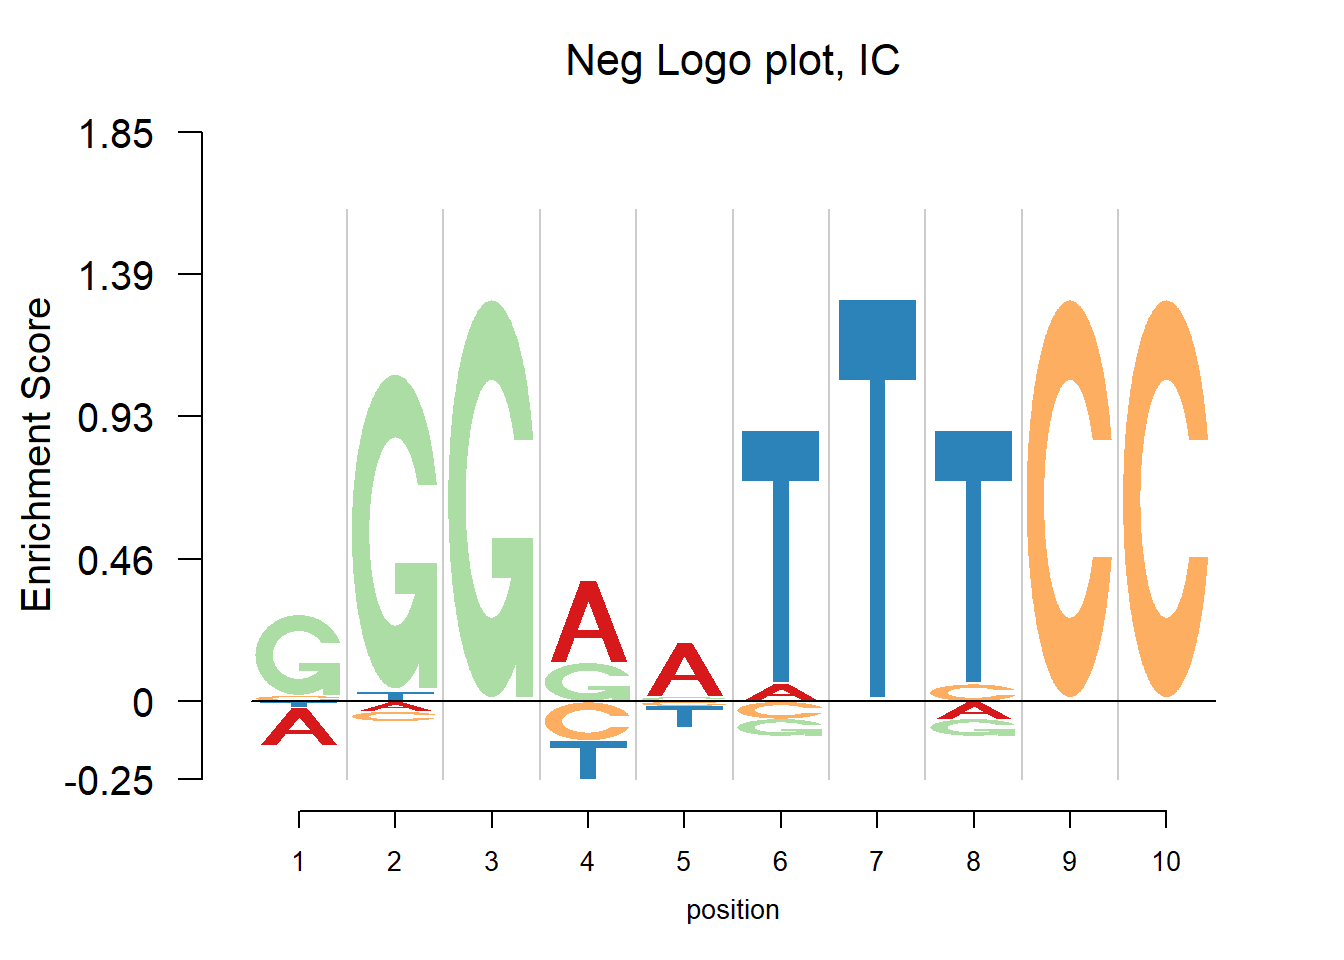 Neg Logo plot, IC
Enrichment Score
1.85
1.39
0.93
0.46
0
-0.25
G C T A
G T A C
G
A G C T
A G C T
T A C G
T
T C A G
C
C
1 2 3 4 5 6 7 8 9 10
position